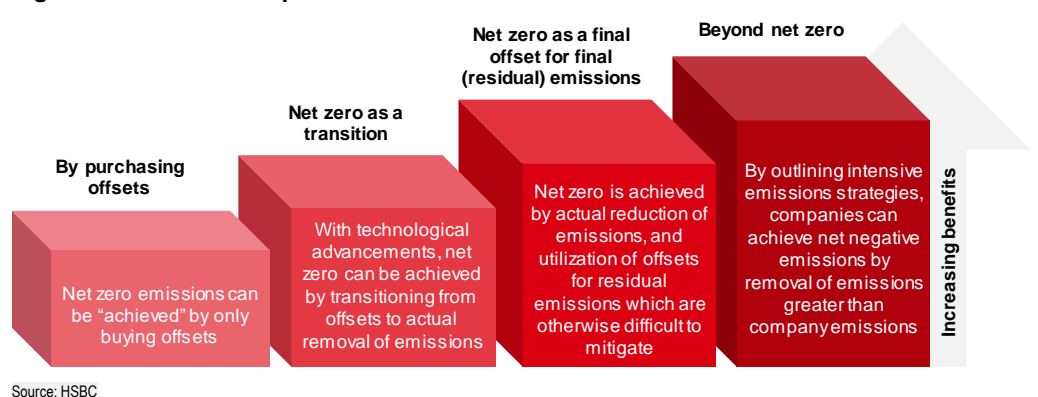 By purchasing
offsets
Net zero emissions can
be “achieved” by only
buying offsets
Net zero as a
transition
With technological
advancements, net
zero can be achieved
by transitioning from
offsets to actual
removal of emissions
Net zero as a final
offset for final
(residual) emissions
Net zero is achieved
by actual reduction of
emissions, and
utilization of offsets
for residual
emissions which are
otherwise difficult to
mitigate
Beyond net zero
By outlining intensive
emissions strategies,
companies can
achieve net negative
emissions by
removal of emissions
greater than
company emissions
Increasing benefits
Source: HSBC